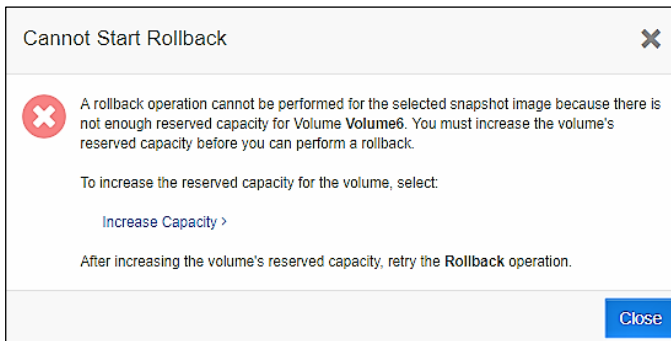 Cannot Start Rollback
A rollback operation cannot be performed for the selected snapshot image because there is
not enough reserved capacity for Volume Volume6. You must increase the volume's
reserved capacity before you can perform a rollback.
To increase the reserved capacity for the volume, select:
Increase Capacity >
After increasing the volume's reserved capacity, retry the Rollback operation.
Close